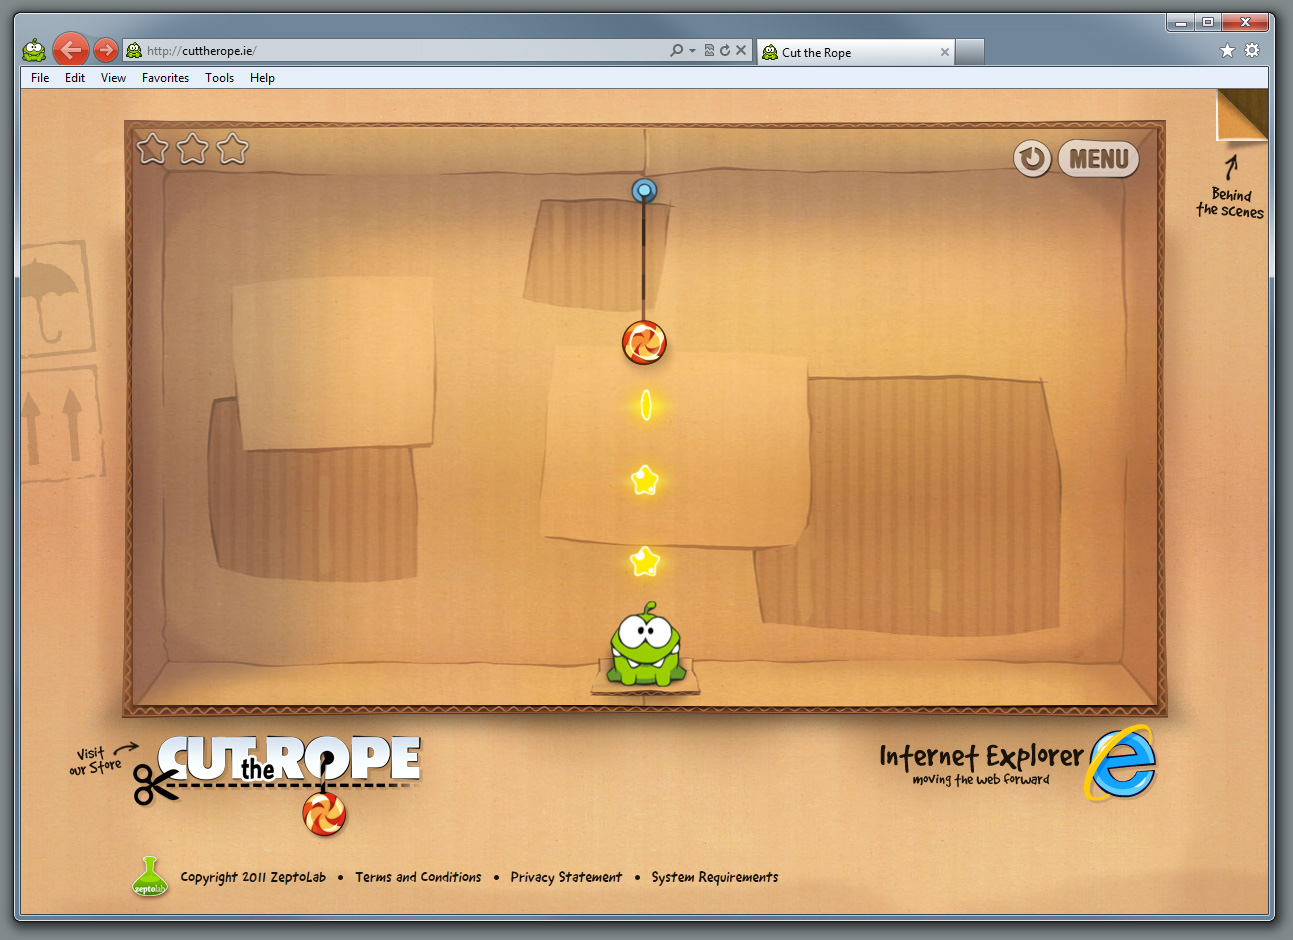 http://cuttherope.ie/
Cut the Rope
File Edit View Favorites Tools Help
MENU
Behind
the scenes
Visit
our Store
CUT the ROPE
Internet Explorer
moving the web forward
zeptolab
Copyright 2011 ZeptoLab • Terms and Conditions • Privacy Statement • System Requirements